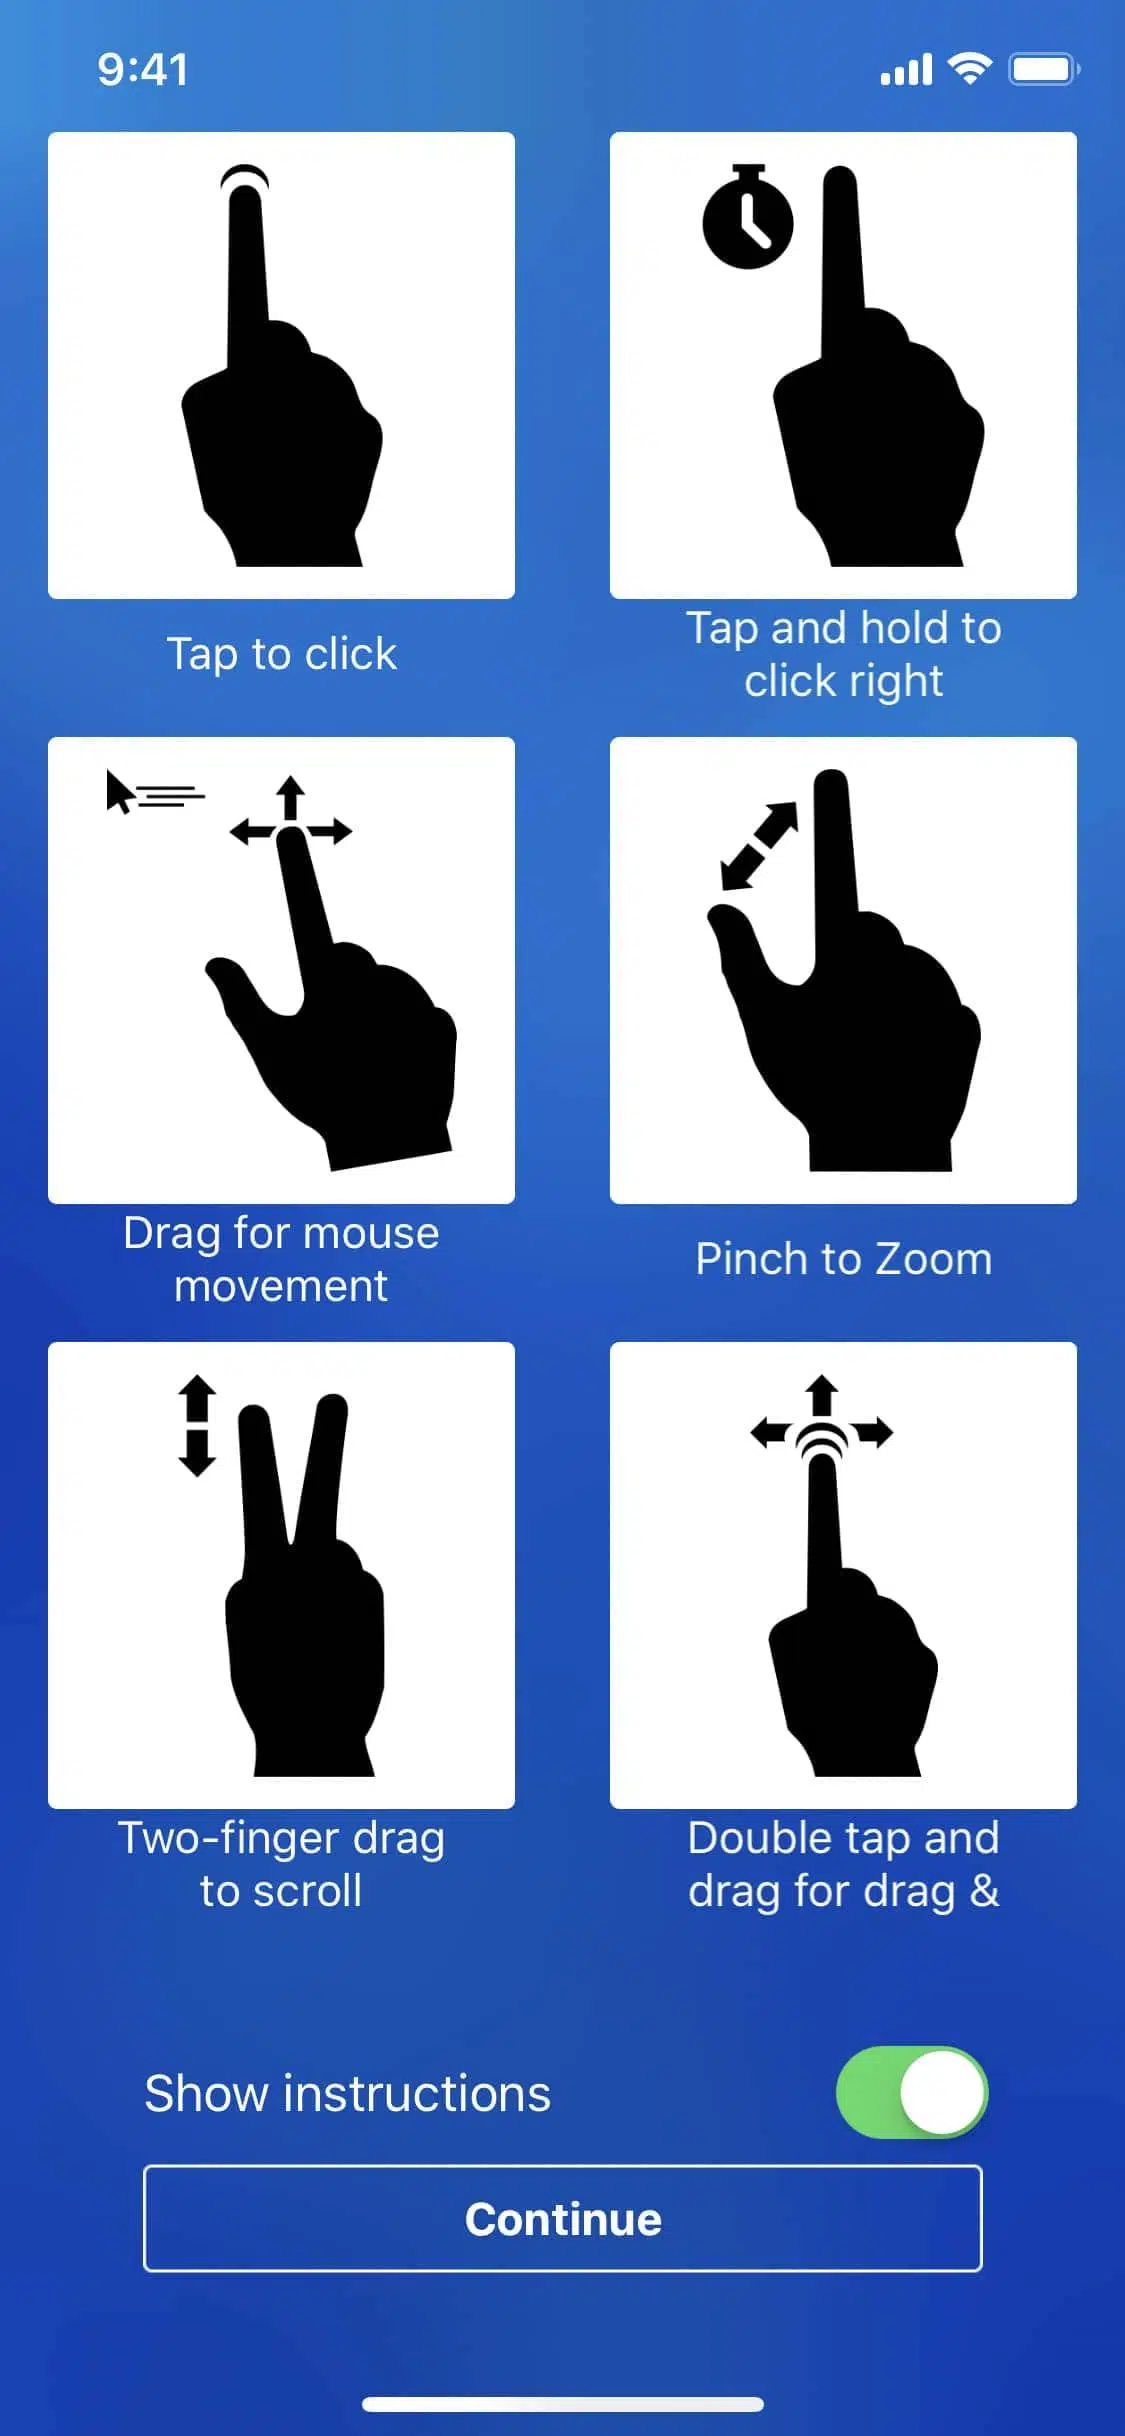 9:41
Tap to click
Tap and hold to
click right
Drag for mouse
movement
Pinch to Zoom
Two-finger drag
to scroll
Double tap and
drag for drag &
Show instructions
Continue